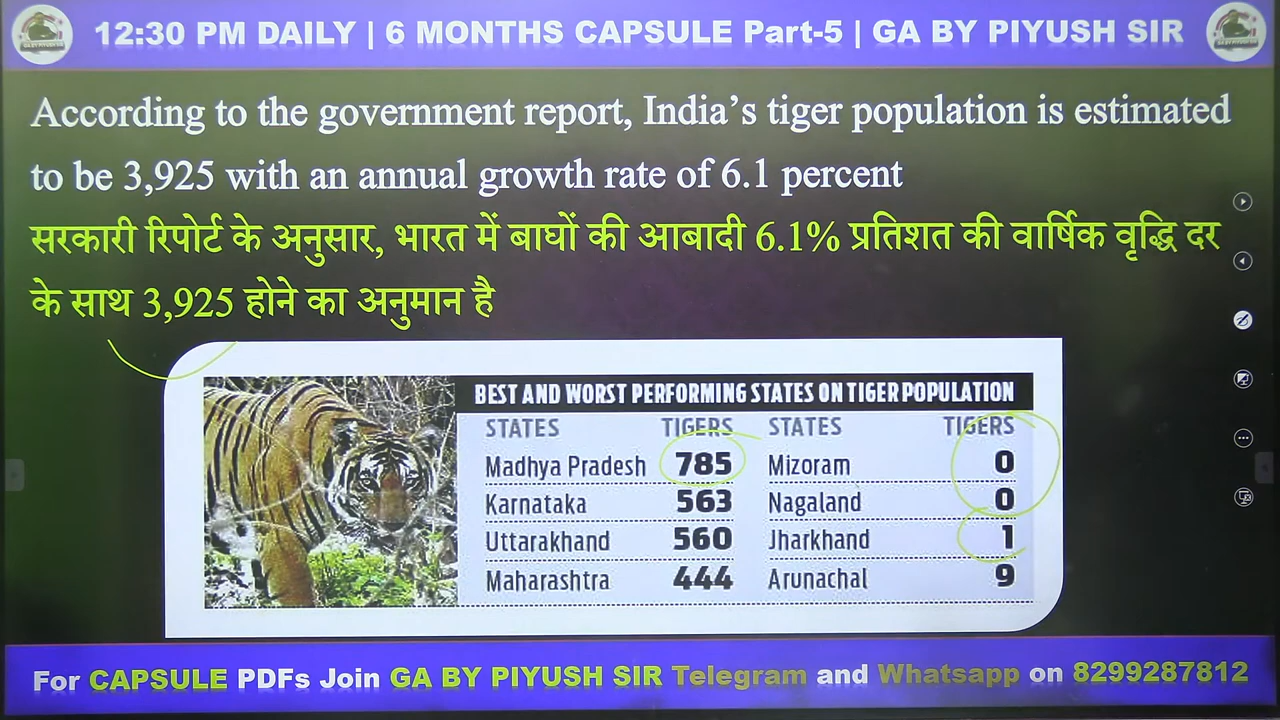 12:30 PM DAILY | 6 MONTHS CAPSULE Part-5 | GA BY PIYUSH SIR
According to the government report, India’s tiger population is estimated
to be 3,925 with an annual growth rate of 6.1 percent
सरकारी रिपोर्ट के अनुसार, भारत में बाघों की आबादी 6.1% प्रतिशत की वार्षिक वृद्धि दर
के साथ 3,925 होने का अनुमान है
BEST AND WORST PERFORMING STATES ON TIGER POPULATION
STATES TIGERS STATES TIGERS
Madhya Pradesh 785 Mizoram 0
Karnataka 563 Nagaland 0
Uttarakhand 560 Jharkhand 1
Maharashtra 444 Arunachal 9
For CAPSULE PDFs Join GA BY PIYUSH SIR Telegram and Whatsapp on 8299287812